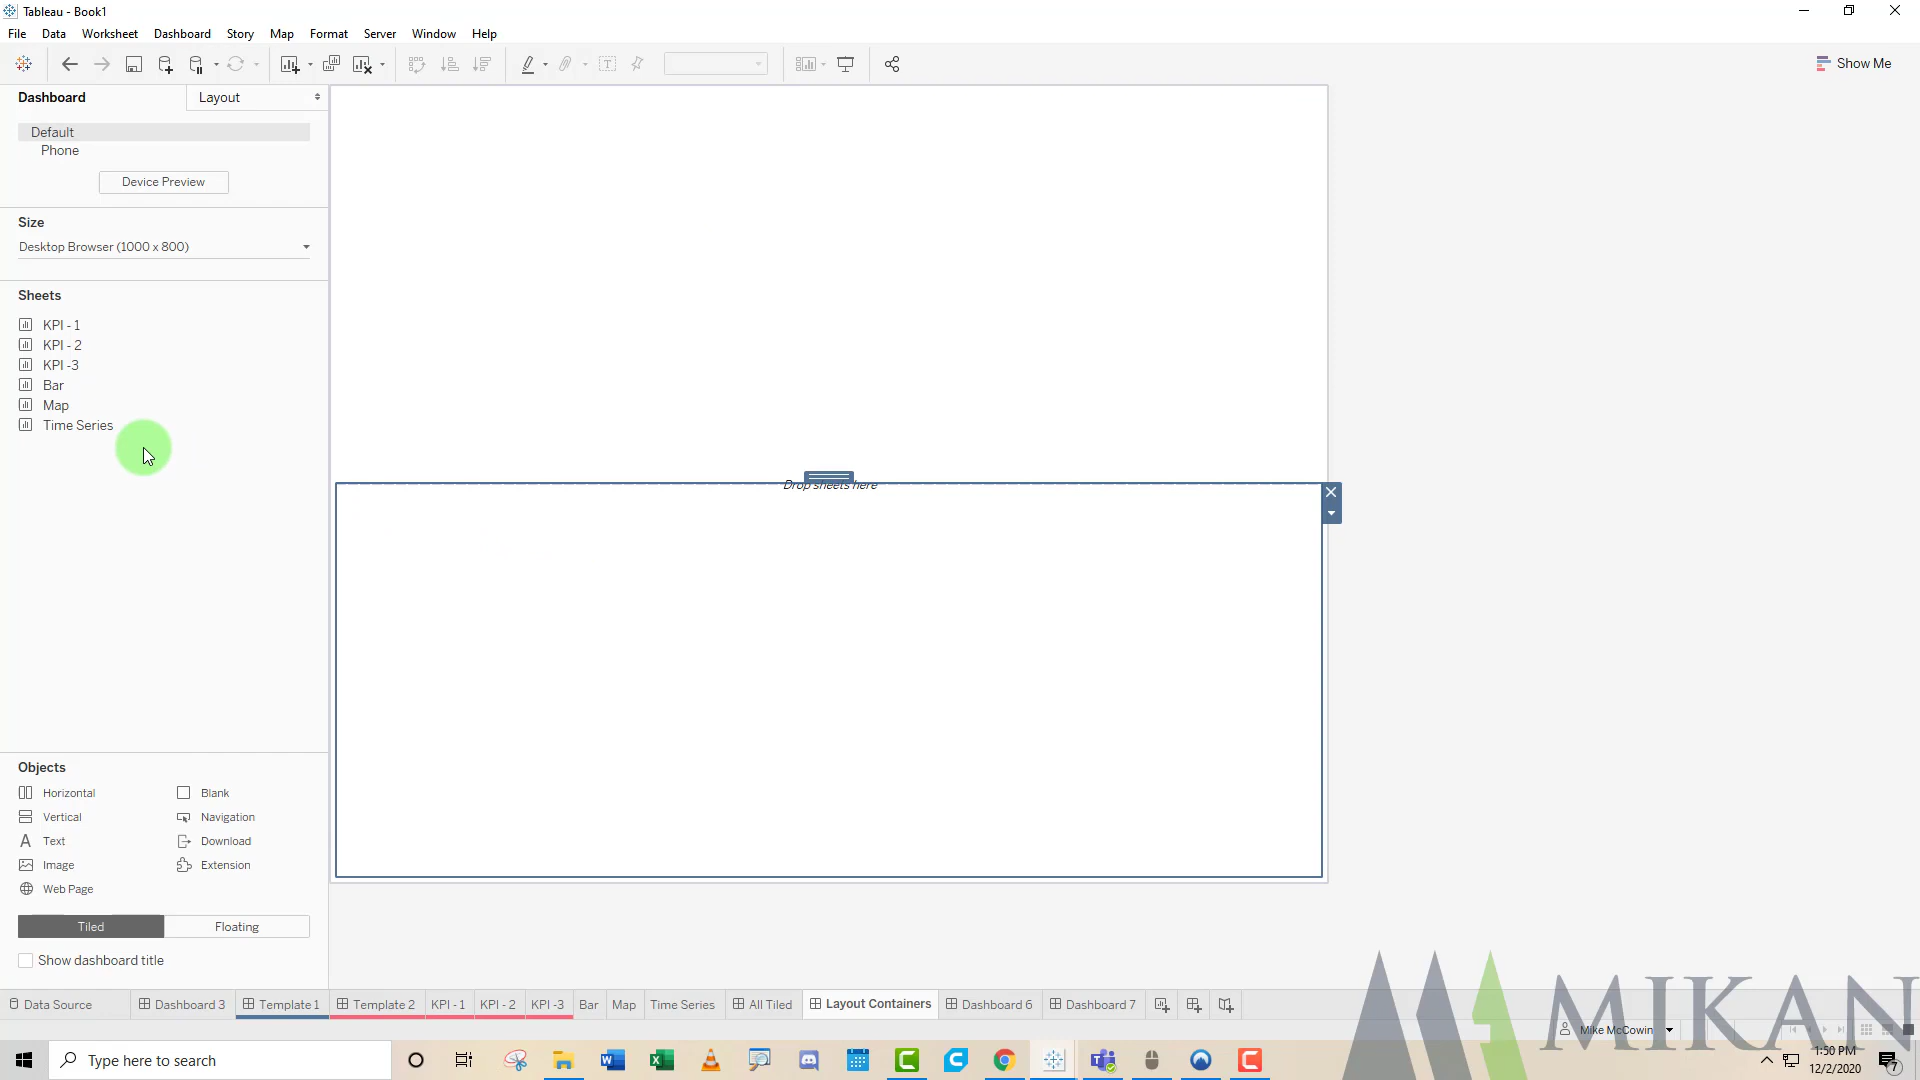 Tableau - Book1
File Data Worksheet Dashboard Story Map Format Server Window Help
Show Me
Dashboard Layout
Default
Phone
Device Preview
Size
Desktop Browser (1000 x 800)
Sheets
KPI - 1
KPI - 2
KPI -3
Bar
Map
Time Series
Drop sheets here
Objects
Horizontal Blank
Vertical Navigation
Text Download
Image Extension
Web Page
Tiled Floating
Show dashboard title
Data Source Dashboard 3 Template 1 Template 2 KPI - 1 KPI - 2 KPI -3 Bar Map Time Series All Tiled Layout Containers Dashboard 6 Dashboard 7
MIKAN
Mike McCowin
Type here to search
1:50 PM
12/2/2020
7